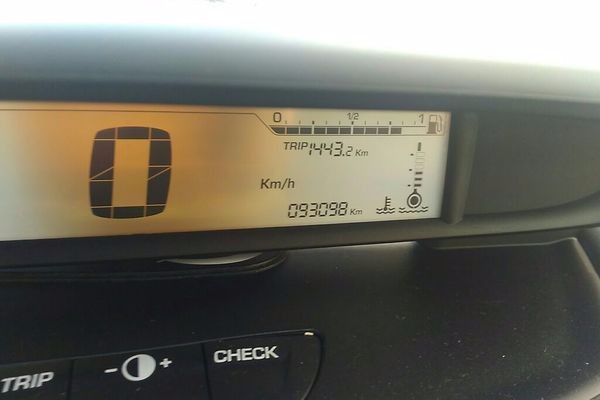 0 1/2 1
TRIP 1443.2 Km
0
Km/h
093098 Km
TRIP
- +
CHECK